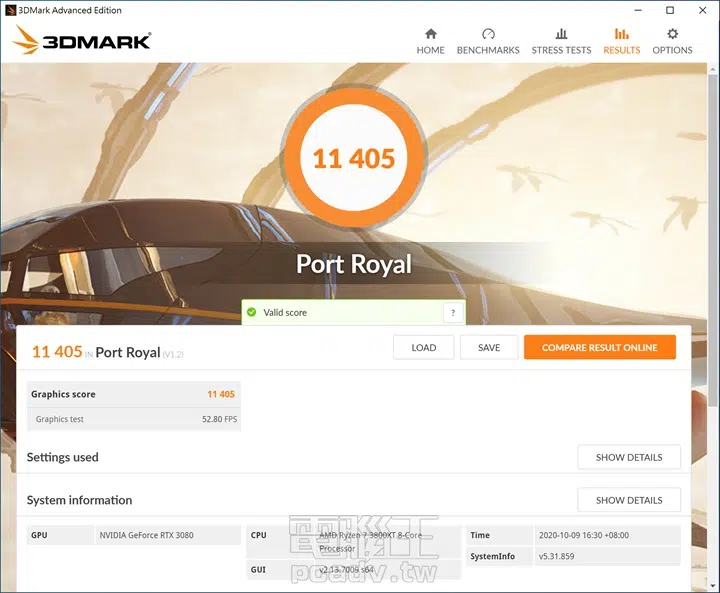 3DMark Advanced Edition
3DMARK
HOME
BENCHMARKS
STRESS TESTS
RESULTS
OPTIONS
11 405
Port Royal
Valid score
?
11 405 IN Port Royal (V1.2)
LOAD
SAVE
COMPARE RESULT ONLINE
Graphics score 11 405
Graphics test 52.80 FPS
Settings used
SHOW DETAILS
System information
SHOW DETAILS
GPU NVIDIA GeForce RTX 3080
CPU AMD Ryzen 7 3800XT 8-Core
Processor
GUI v2.13.7009 s64
Time 2020-10-09 16:30 +08:00
SystemInfo v5.31.859
電腦王
pcadv.tw